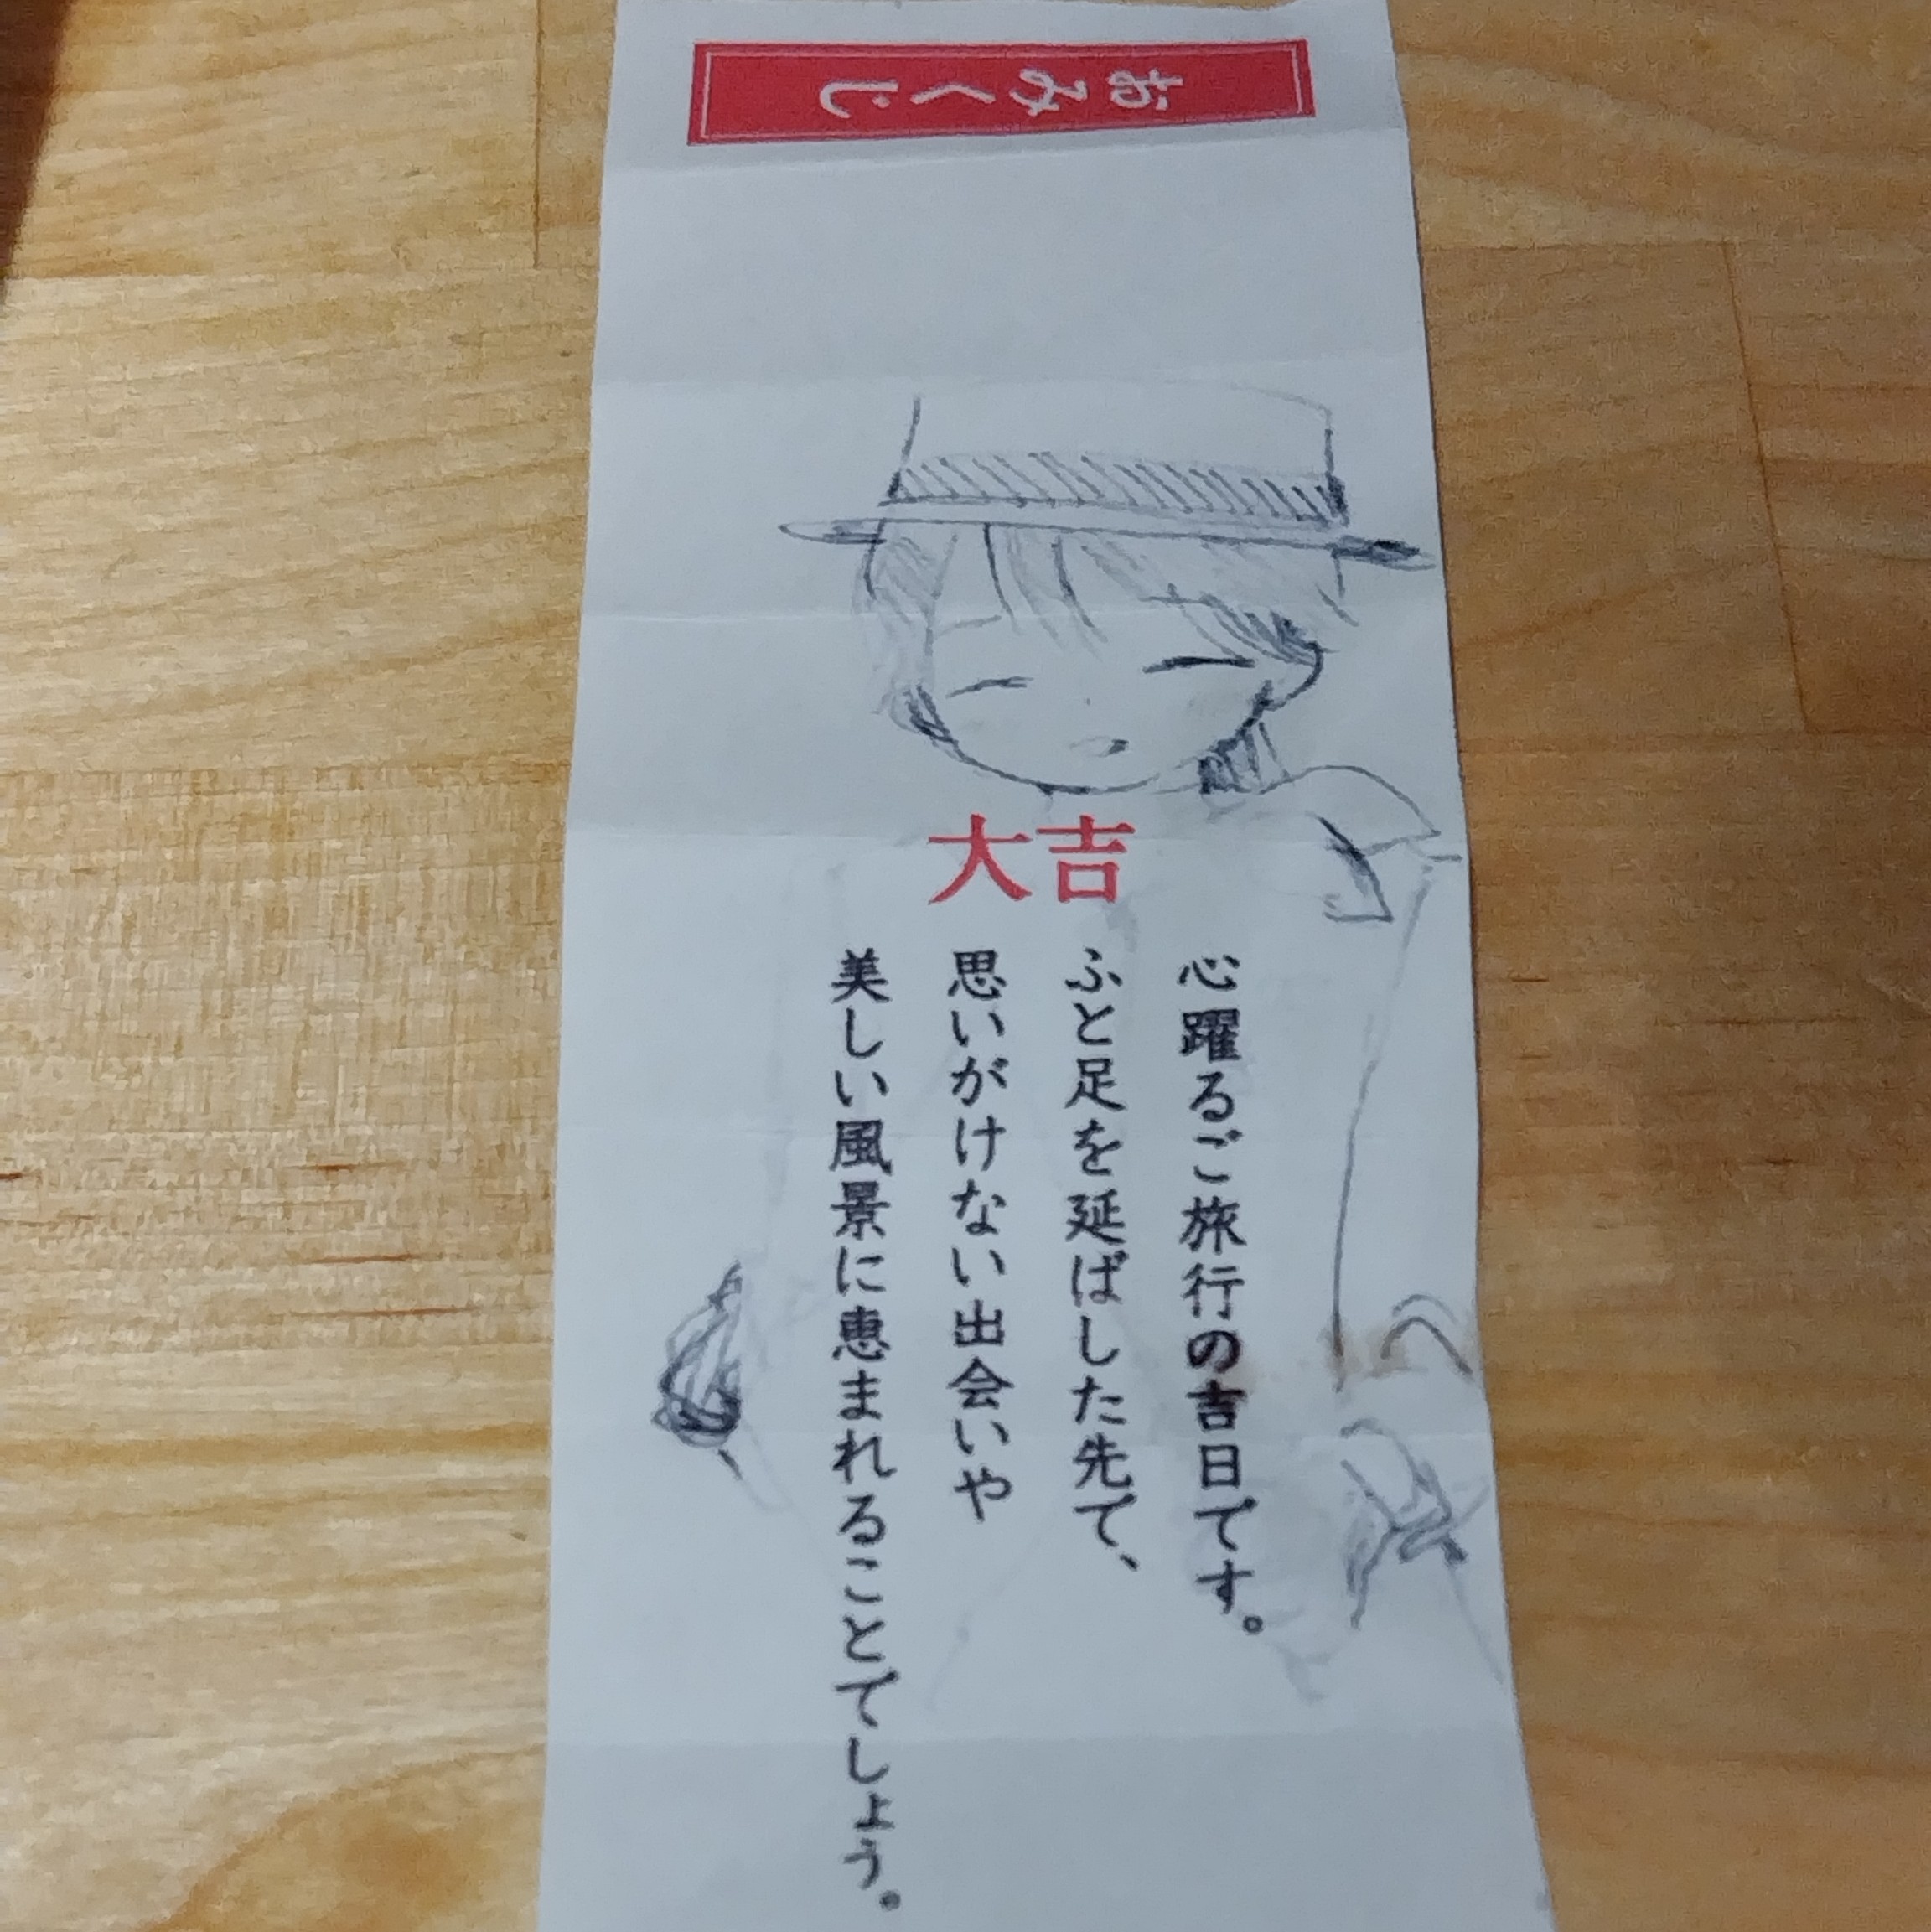 おみくじ
大吉
心躍るご旅行の吉日です。
ふと足を延ばした先で、
思いがけない出会いや
美しい風景に恵まれることでしょう。